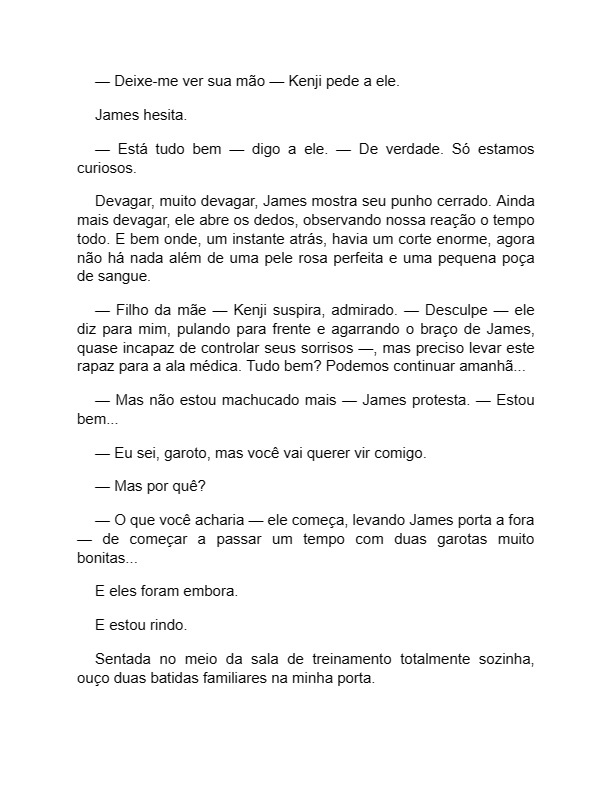 — Deixe-me ver sua mão — Kenji pede a ele.
James hesita.
— Está tudo bem — digo a ele. — De verdade. Só estamos
curiosos.
Devagar, muito devagar, James mostra seu punho cerrado. Ainda
mais devagar, ele abre os dedos, observando nossa reação o tempo
todo. E bem onde, um instante atrás, havia um corte enorme, agora
não há nada além de uma pele rosa perfeita e uma pequena poça
de sangue.
— Filho da mãe — Kenji suspira, admirado. — Desculpe — ele
diz para mim, pulando para frente e agarrando o braço de James,
quase incapaz de controlar seus sorrisos —, mas preciso levar este
rapaz para a ala médica. Tudo bem? Podemos continuar amanhã...
— Mas não estou machucado mais — James protesta. — Estou
bem...
— Eu sei, garoto, mas você vai querer vir comigo.
— Mas por quê?
— O que você acharia — ele começa, levando James porta a fora
— de começar a passar um tempo com duas garotas muito
bonitas...
E eles foram embora.
E estou rindo.
Sentada no meio da sala de treinamento totalmente sozinha,
ouço duas batidas familiares na minha porta.